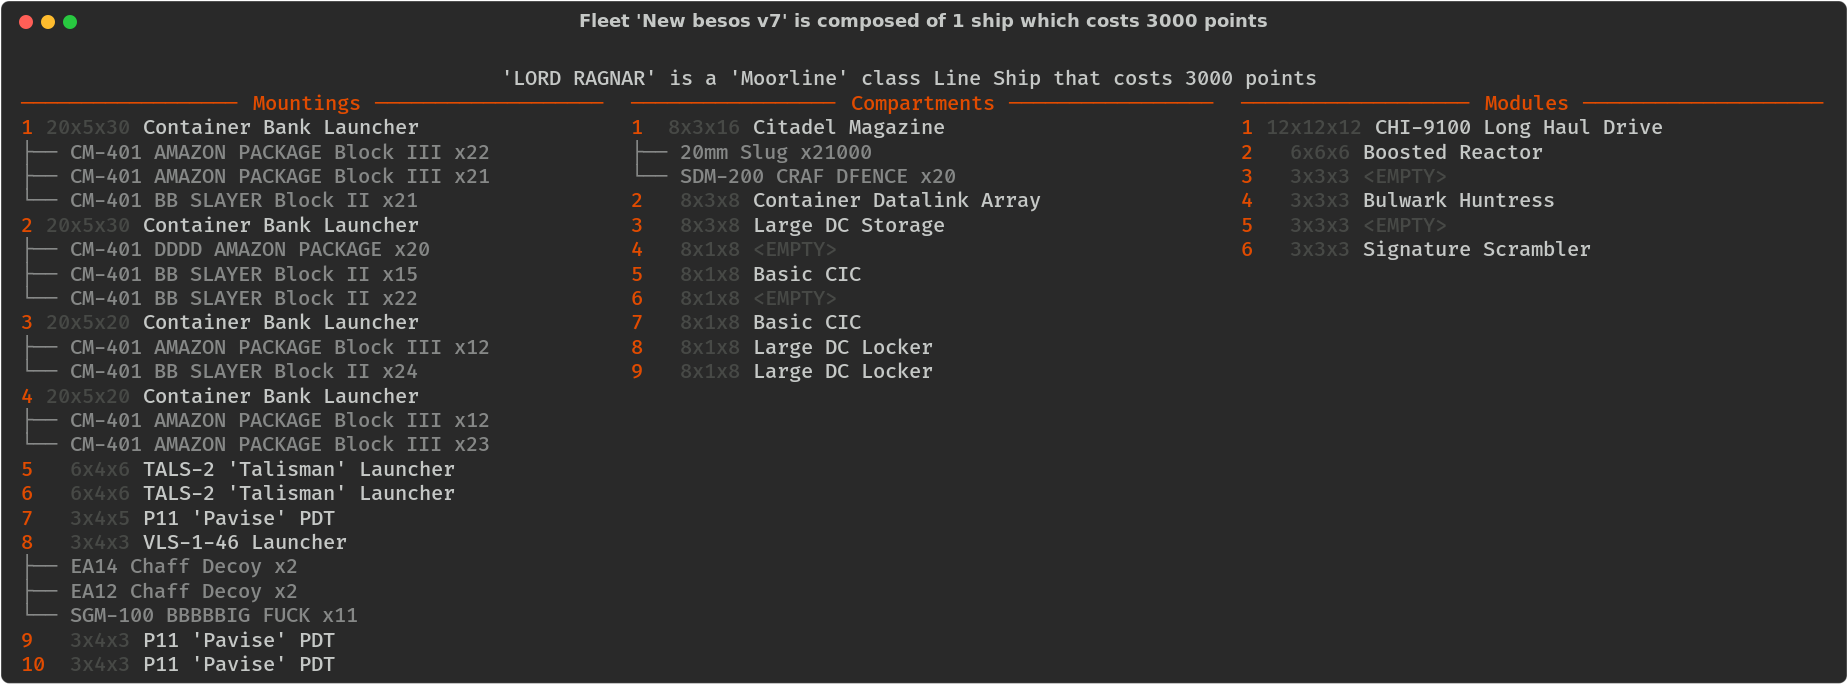 Fleet 'New besos v7' is composed of 1 ship which costs 3000 points
'LORD RAGNAR' is a 'Moorline' class Line Ship that costs 3000 points
Mountings
1 20x5x30 Container Bank Launcher
CM-401 AMAZON PACKAGE Block III x22
CM-401 AMAZON PACKAGE Block III x21
CM-401 BB SLAYER Block II x21
2 20x5x30 Container Bank Launcher
CM-401 DDDD AMAZON PACKAGE x20
CM-401 BB SLAYER Block II x15
CM-401 BB SLAYER Block II x22
3 20x5x20 Container Bank Launcher
CM-401 AMAZON PACKAGE Block III x12
CM-401 BB SLAYER Block II x24
4 20x5x20 Container Bank Launcher
CM-401 AMAZON PACKAGE Block III x12
CM-401 AMAZON PACKAGE Block III x23
5 6x4x6 TALS-2 'Talisman' Launcher
6 6x4x6 TALS-2 'Talisman' Launcher
7 3x4x5 P11 'Pavise' PDT
8 3x4x3 VLS-1-46 Launcher
EA14 Chaff Decoy x2
EA12 Chaff Decoy x2
SGM-100 BBBBBIG FUCK x11
9 3x4x3 P11 'Pavise' PDT
10 3x4x3 P11 'Pavise' PDT
Compartments
1 8x3x16 Citadel Magazine
20mm Slug x21000
SDM-200 CRAF DFENCE x20
2 8x3x8 Container Datalink Array
3 8x3x8 Large DC Storage
4 8x1x8 <EMPTY>
5 8x1x8 Basic CIC
6 8x1x8 <EMPTY>
7 8x1x8 Basic CIC
8 8x1x8 Large DC Locker
9 8x1x8 Large DC Locker
Modules
1 12x12x12 CHI-9100 Long Haul Drive
2 6x6x6 Boosted Reactor
3 3x3x3 <EMPTY>
4 3x3x3 Bulwark Huntress
5 3x3x3 <EMPTY>
6 3x3x3 Signature Scrambler